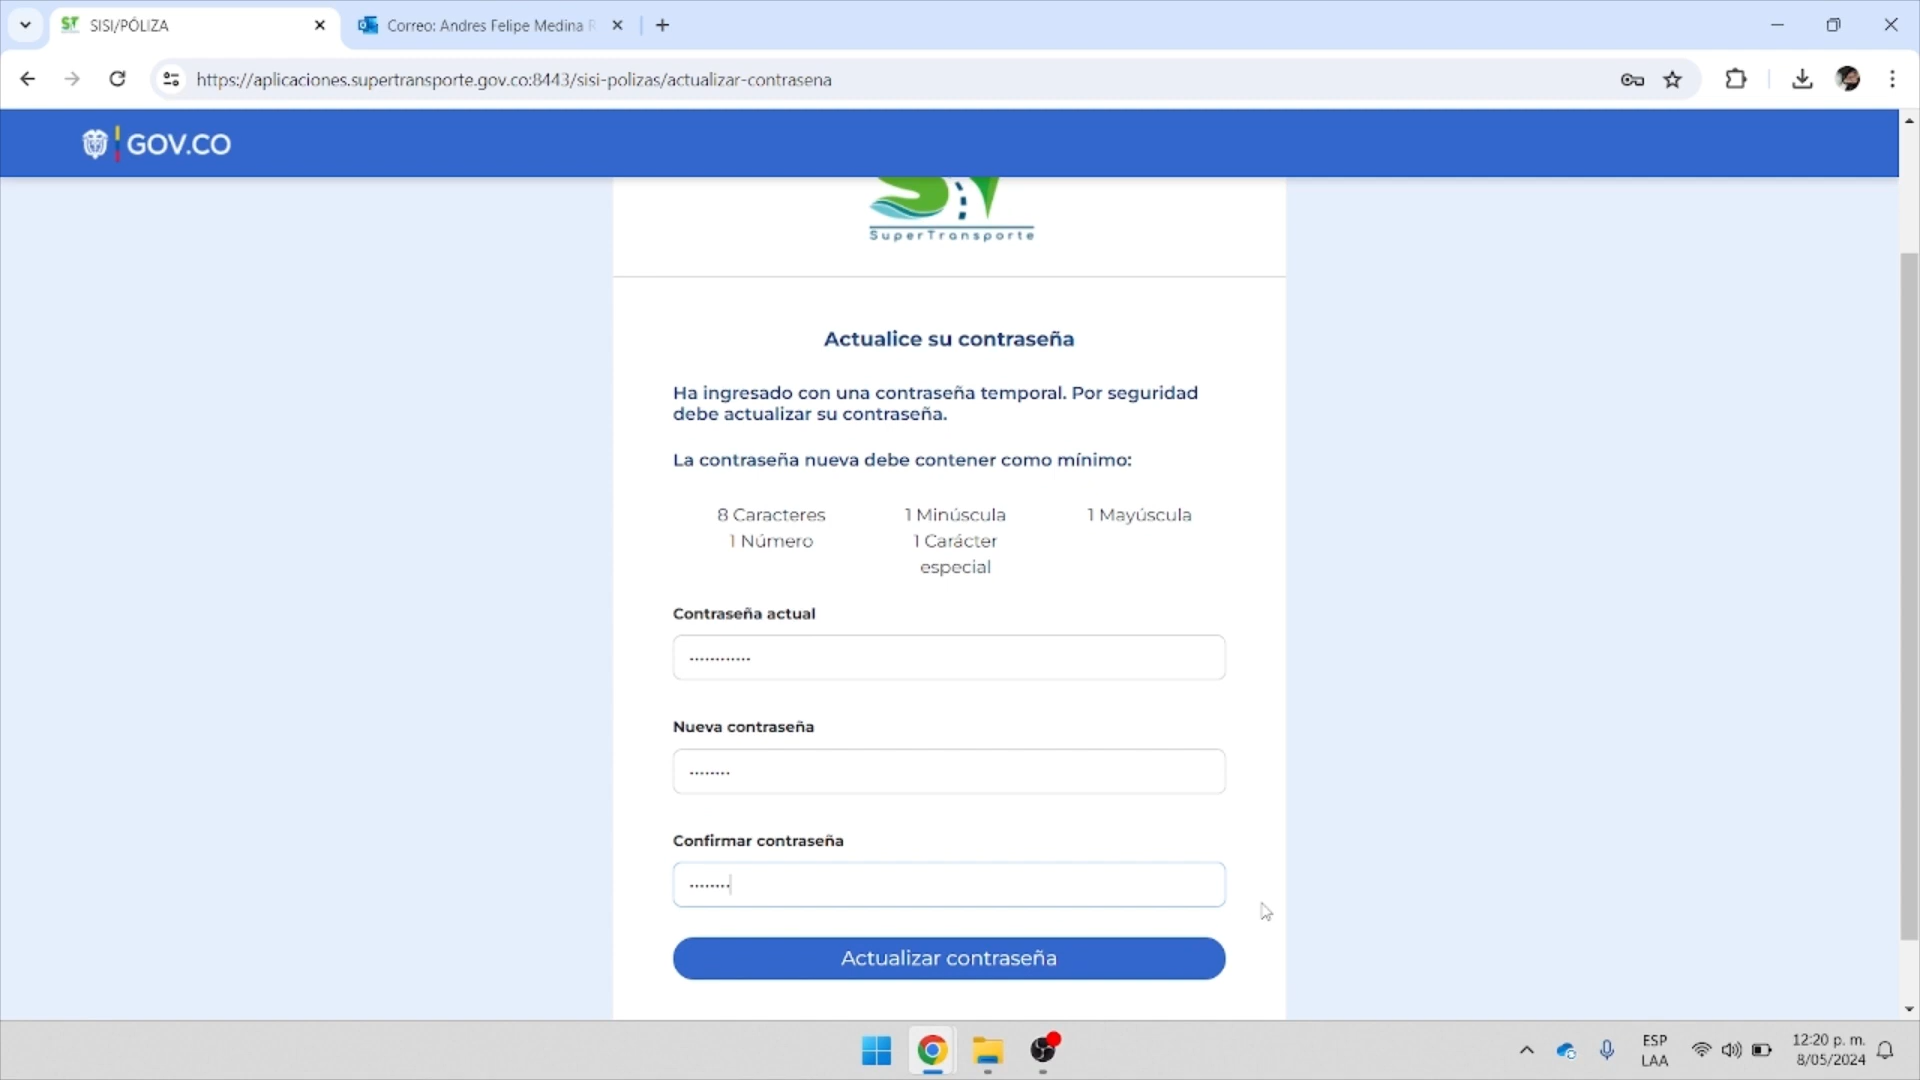 SISI/PÓLIZA
Correo: Andres Felipe Medina R
https://aplicaciones.supertransporte.gov.co:8443/sisi-polizas/actualizar-contrasena
GOV.CO
SuperTransporte
Actualice su contraseña
Ha ingresado con una contraseña temporal. Por seguridad
debe actualizar su contraseña.
La contraseña nueva debe contener como mínimo:
8 Caracteres
1 Minúscula
1 Mayúscula
1 Número
1 Carácter
especial
Contraseña actual
••••••••••••
Nueva contraseña
••••••••
Confirmar contraseña
••••••••
Actualizar contraseña
ESP
LAA
12:20 p. m.
8/05/2024